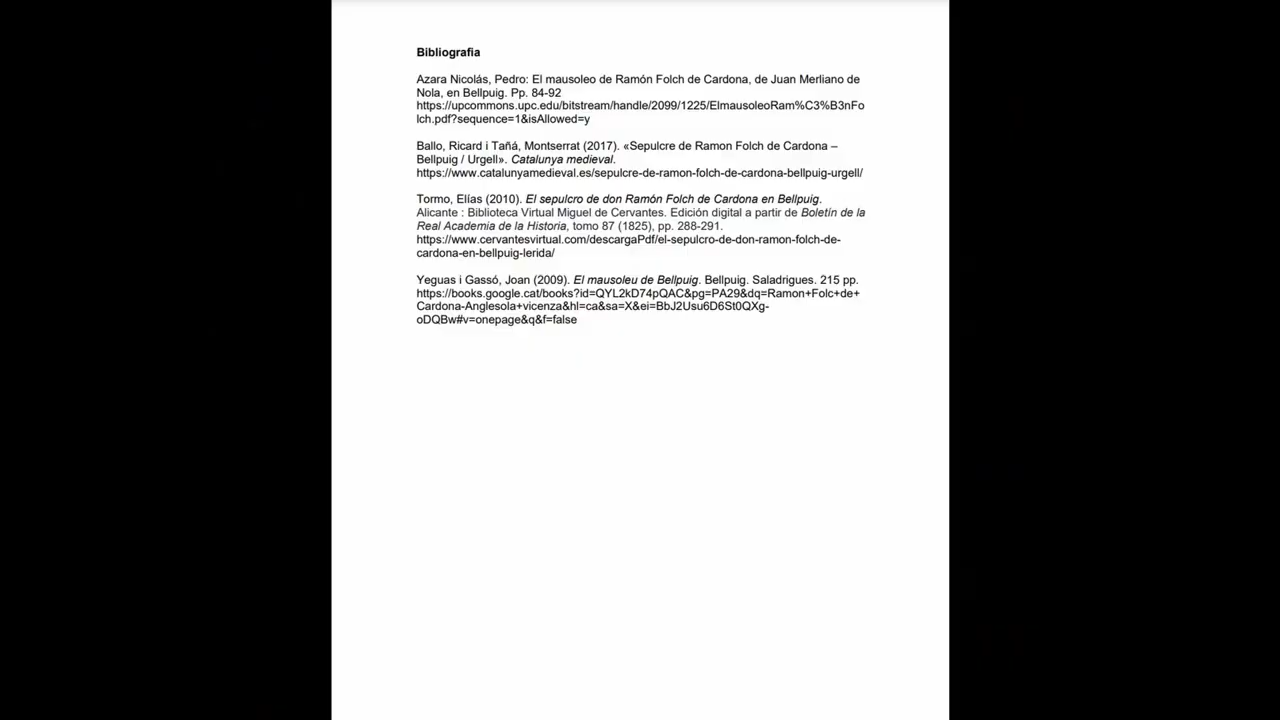 Bibliografia
Azara Nicolás, Pedro: El mausoleo de Ramón Folch de Cardona, de Juan Merliano de
Nola, en Bellpuig. Pp. 84-92
https://upcommons.upc.edu/bitstream/handle/2099/1225/ElmausoleoRam%C3%B3nFo
lch.pdf?sequence=1&isAllowed=y
Ballo, Ricard i Tañá, Montserrat (2017). «Sepulcre de Ramon Folch de Cardona –
Bellpuig / Urgell». Catalunya medieval.
https://www.catalunyamedieval.es/sepulcre-de-ramon-folch-de-cardona-bellpuig-urgell/
Tormo, Elías (2010). El sepulcro de don Ramón Folch de Cardona en Bellpuig.
Alicante : Biblioteca Virtual Miguel de Cervantes. Edición digital a partir de Boletín de la
Real Academia de la Historia, tomo 87 (1825), pp. 288-291.
https://www.cervantesvirtual.com/descargaPdf/el-sepulcro-de-don-ramon-folch-de-
cardona-en-bellpuig-lerida/
Yeguas i Gassó, Joan (2009). El mausoleu de Bellpuig. Bellpuig. Saladrigues. 215 pp.
https://books.google.cat/books?id=QYL2kD74pQAC&pg=PA29&dq=Ramon+Folc+de+
Cardona-Anglesola+vicenza&hl=ca&sa=X&ei=BbJ2Usu6D6St0QXg-
oDQBw#v=onepage&q&f=false